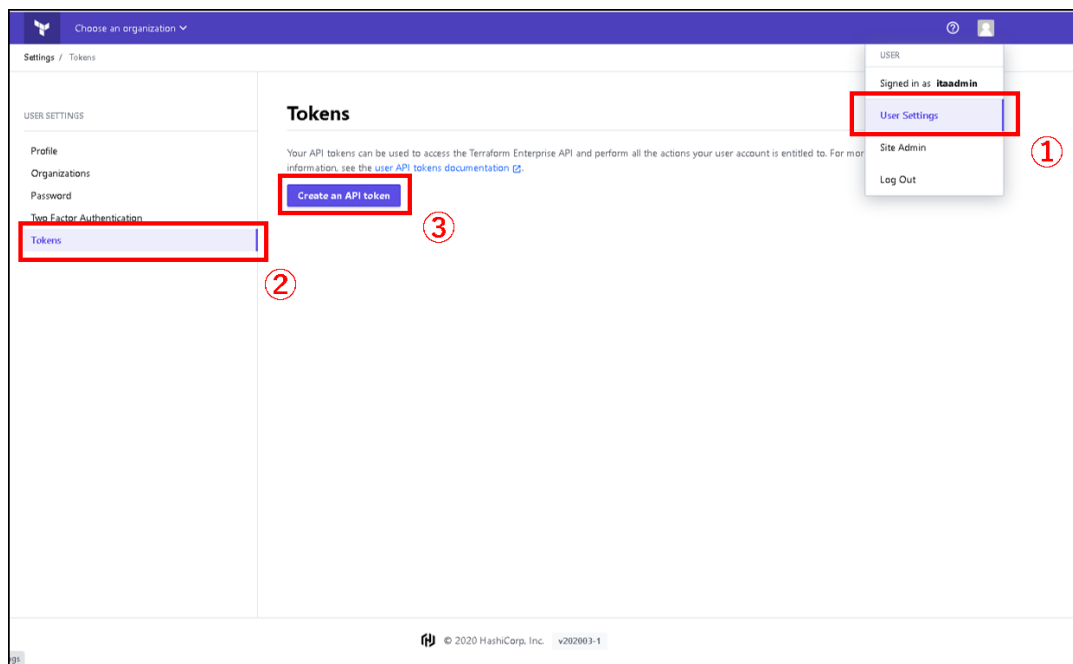 Choose an organization
Settings / Tokens
USER
Signed in as itaadmin
User Settings
①
Site Admin
Log Out
USER SETTINGS
Profile
Organizations
Password
Two Factor Authentication
Tokens
②
Tokens
Your API tokens can be used to access the Terraform Enterprise API and perform all the actions your user account is entitled to. For mor
information, see the user API tokens documentation.
Create an API token
③
© 2020 HashiCorp, Inc. v202003-1
gs